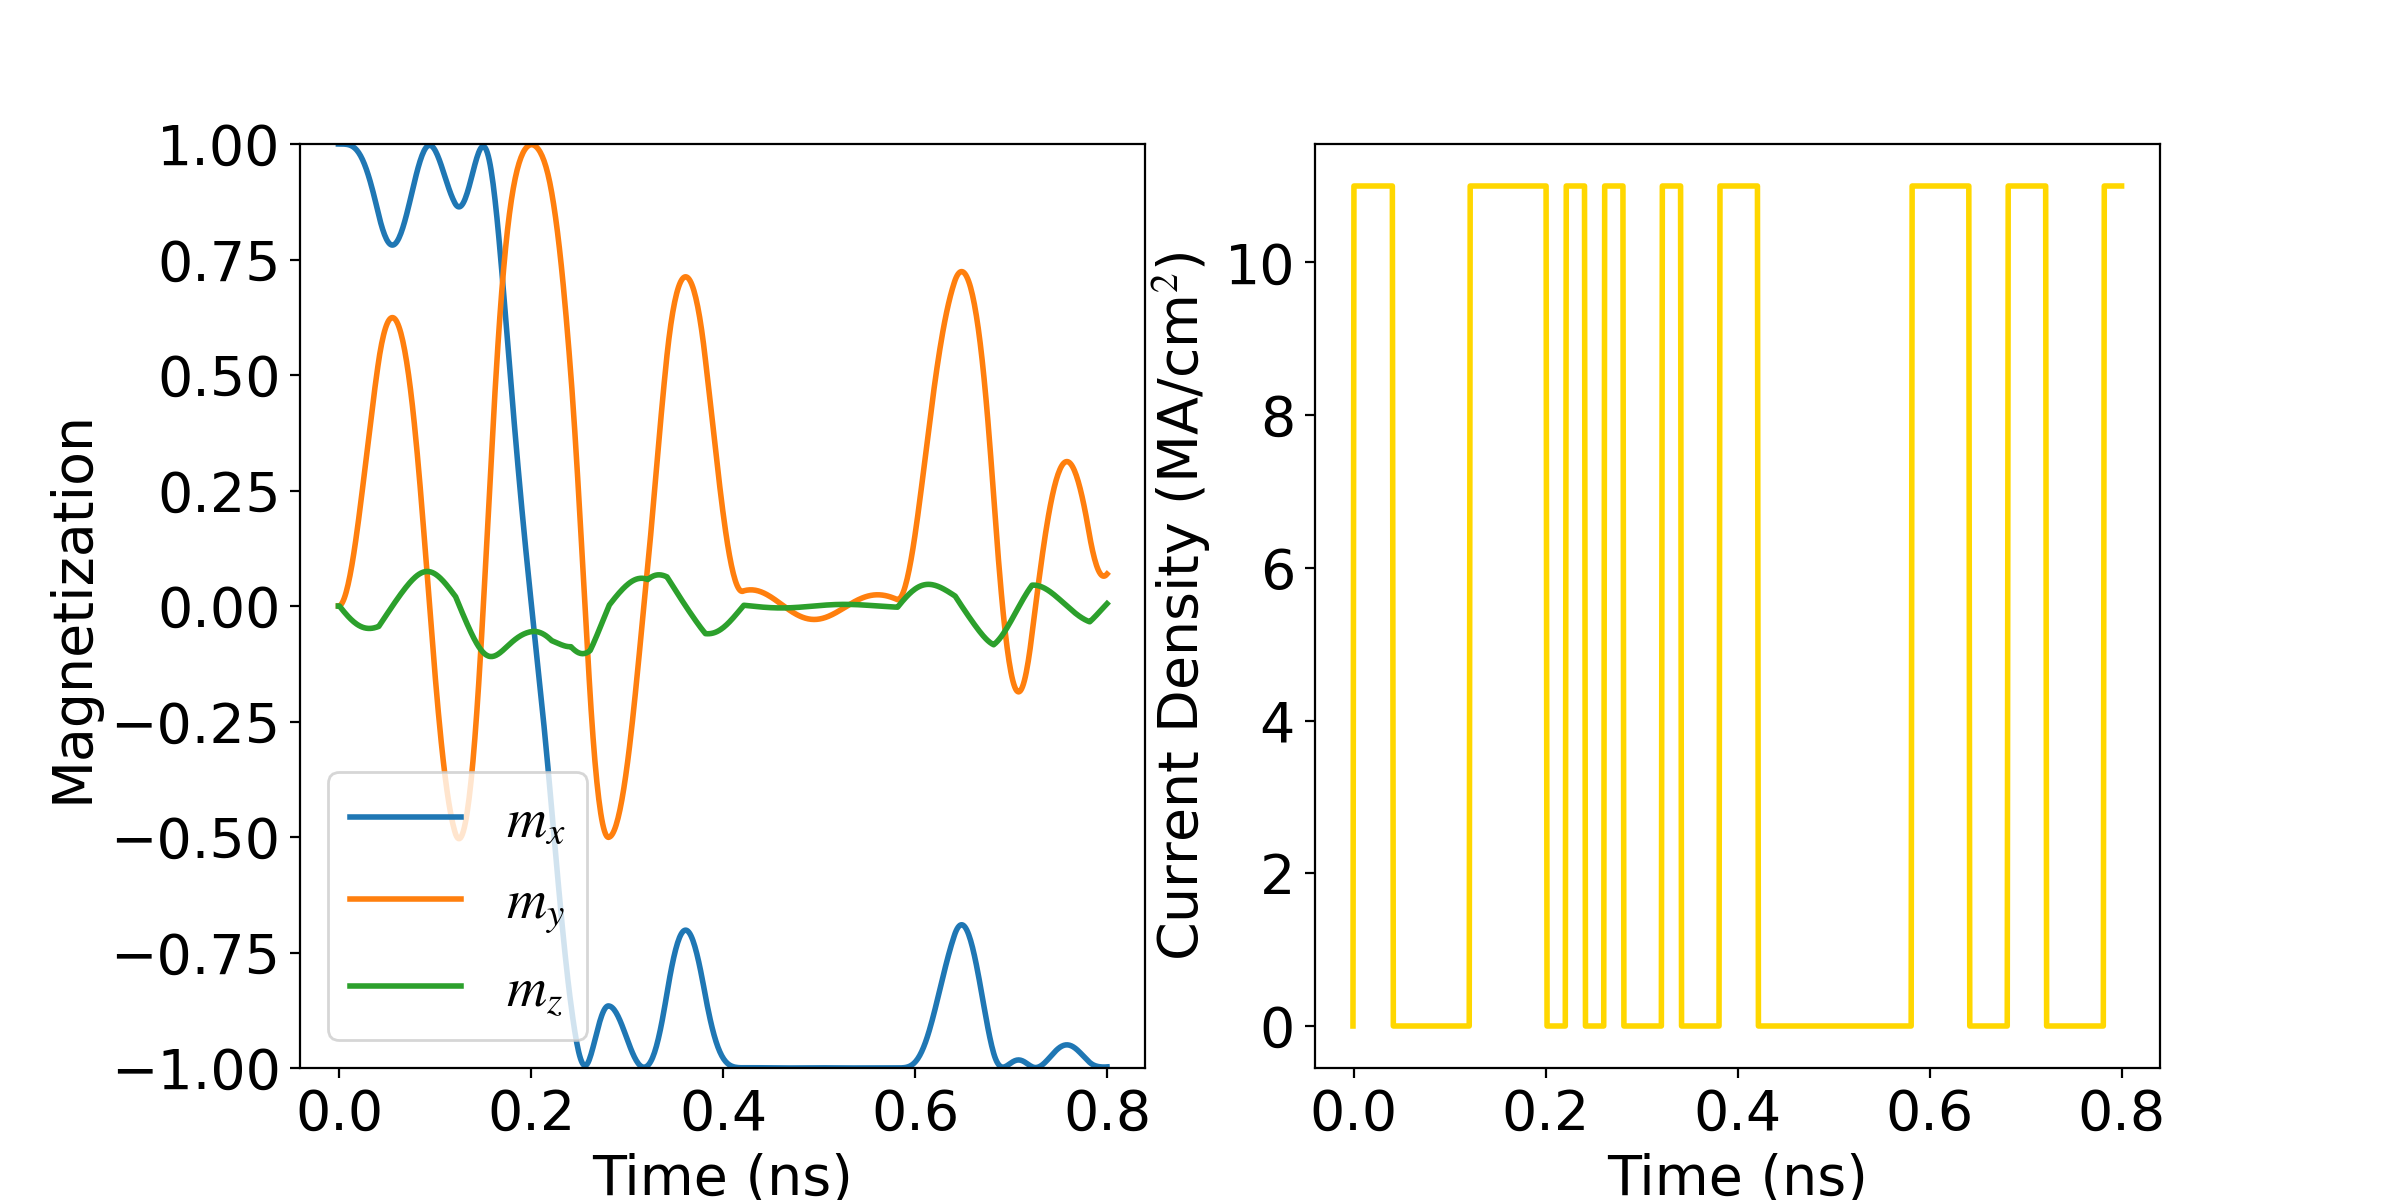 1.00
0.75
0.50
0.25
0.00
−0.25
−0.50
−0.75
−1.00
Magnetization
m_x
m_y
m_z
0.0 0.2 0.4 0.6 0.8
Time (ns)
Current Density (MA/cm²)
10
8
6
4
2
0
0.0 0.2 0.4 0.6 0.8
Time (ns)